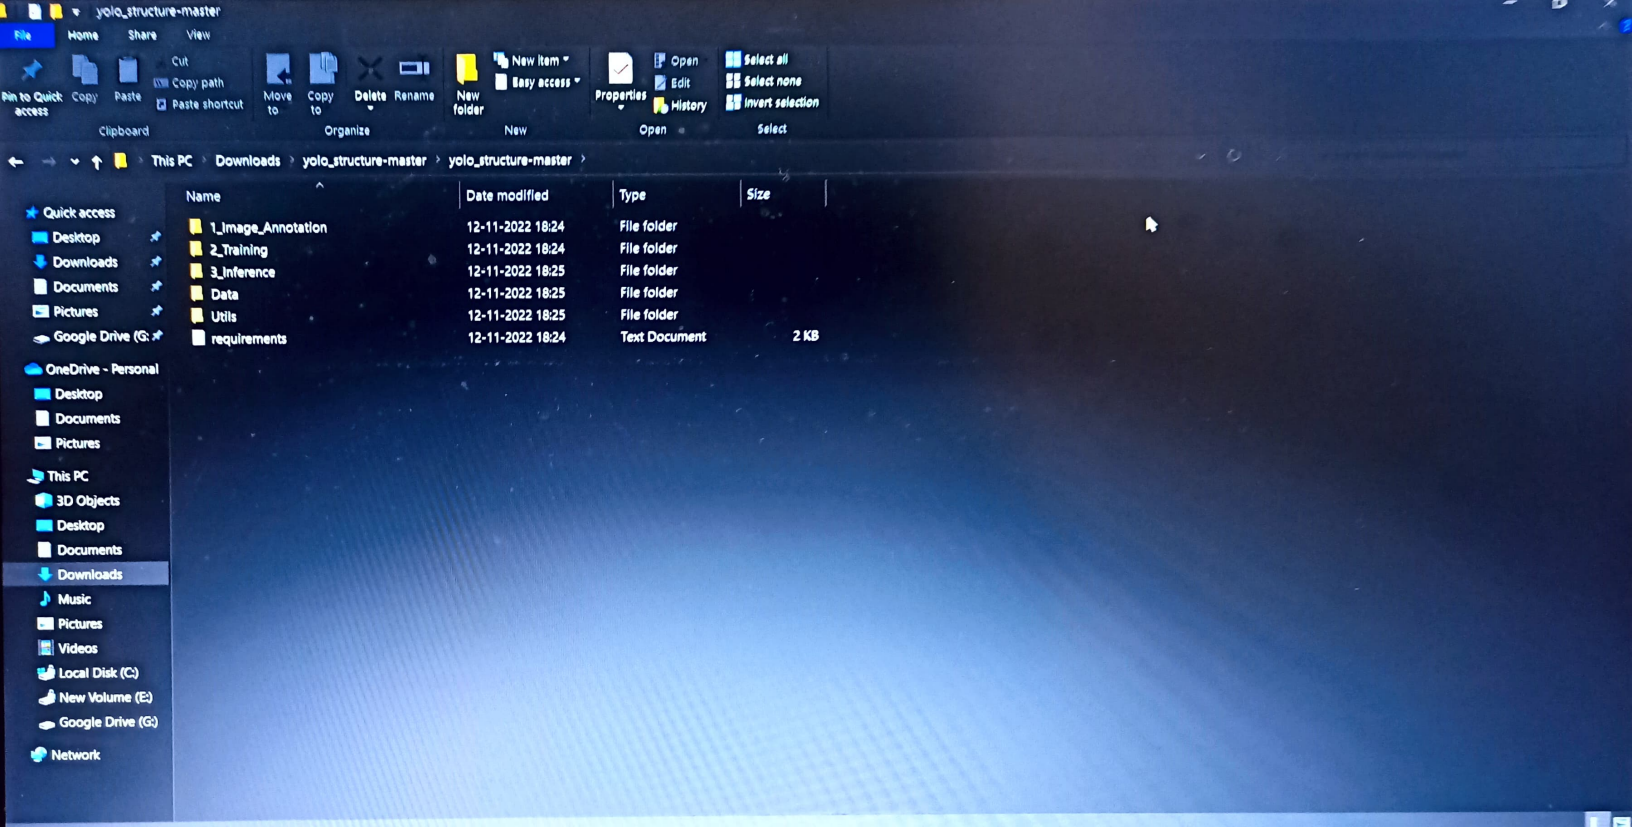 yolo_structure-master
File Home Share View
Pin to Quick access
Copy
Paste
Cut
Copy path
Paste shortcut
Move to
Copy to
Delete
Rename
New folder
New item
Easy access
Properties
Open
Edit
History
Select all
Select none
Invert selection
Clipboard Organize New Open Select
This PC Downloads yolo_structure-master yolo_structure-master
Name Date modified Type Size
1_Image_Annotation 12-11-2022 18:24 File folder
2_Training 12-11-2022 18:24 File folder
3_Inference 12-11-2022 18:25 File folder
Data 12-11-2022 18:25 File folder
Utils 12-11-2022 18:25 File folder
requirements 12-11-2022 18:24 Text Document 2 KB
Quick access
Desktop
Downloads
Documents
Pictures
Google Drive (G:
OneDrive - Personal
Desktop
Documents
Pictures
This PC
3D Objects
Desktop
Documents
Downloads
Music
Pictures
Videos
Local Disk (C:)
New Volume (E:)
Google Drive (G:)
Network